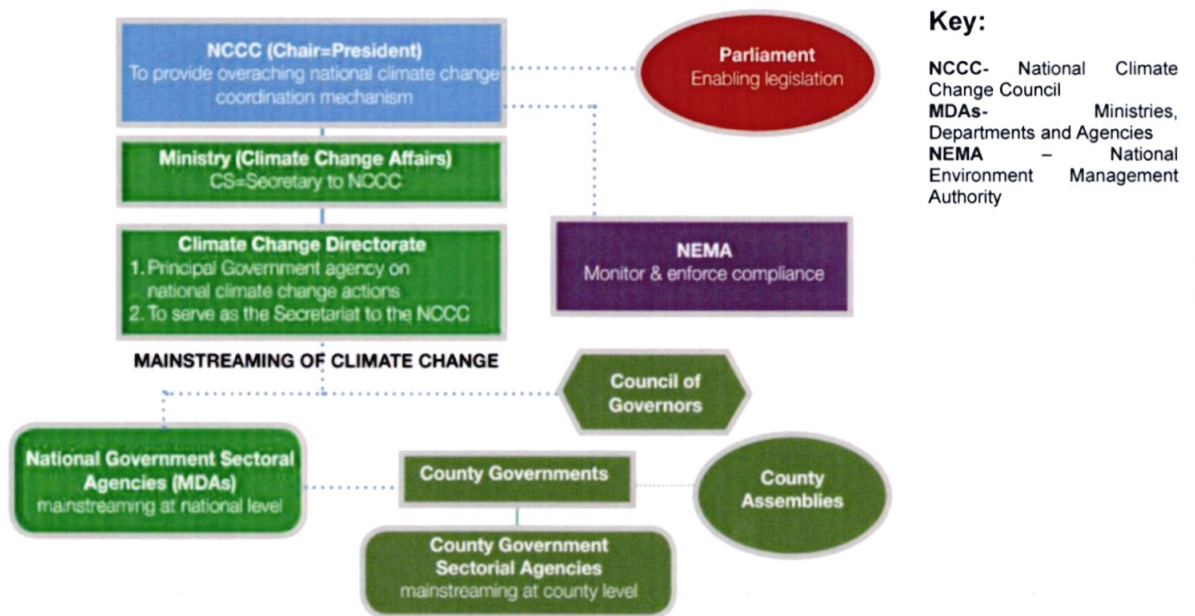 NCCC (Chair=President)
To provide overaching national climate change
coordination mechanism
Parliament
Enabling legislation
Key:
NCCC- National Climate
Change Council
MDAs- Ministries,
Departments and Agencies
NEMA – National
Environment Management
Authority
Ministry (Climate Change Affairs)
CS=Secretary to NCCC
Climate Change Directorate
1. Principal Government agency on
national climate change actions
2. To serve as the Secretariat to the NCCC
NEMA
Monitor & enforce compliance
MAINSTREAMING OF CLIMATE CHANGE
Council of
Governors
National Government Sectoral
Agencies (MDAs)
mainstreaming at national level
County Governments
County
Assemblies
County Government
Sectorial Agencies
mainstreaming at county level